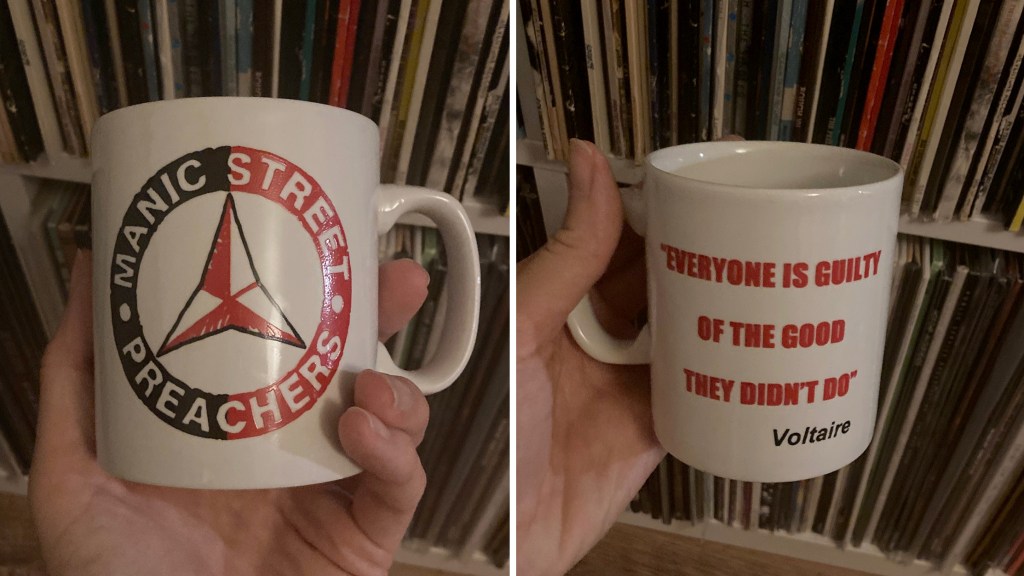 MANIC STREET
PREACHERS
"EVERYONE IS GUILTY
OF THE GOOD
THEY DIDN'T DO"
Voltaire